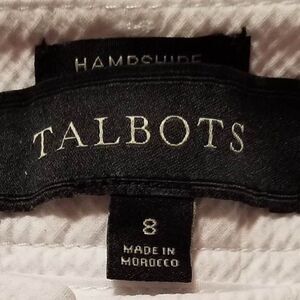 HAMPSHIRE
TALBOTS
8
MADE IN
MOROCCO